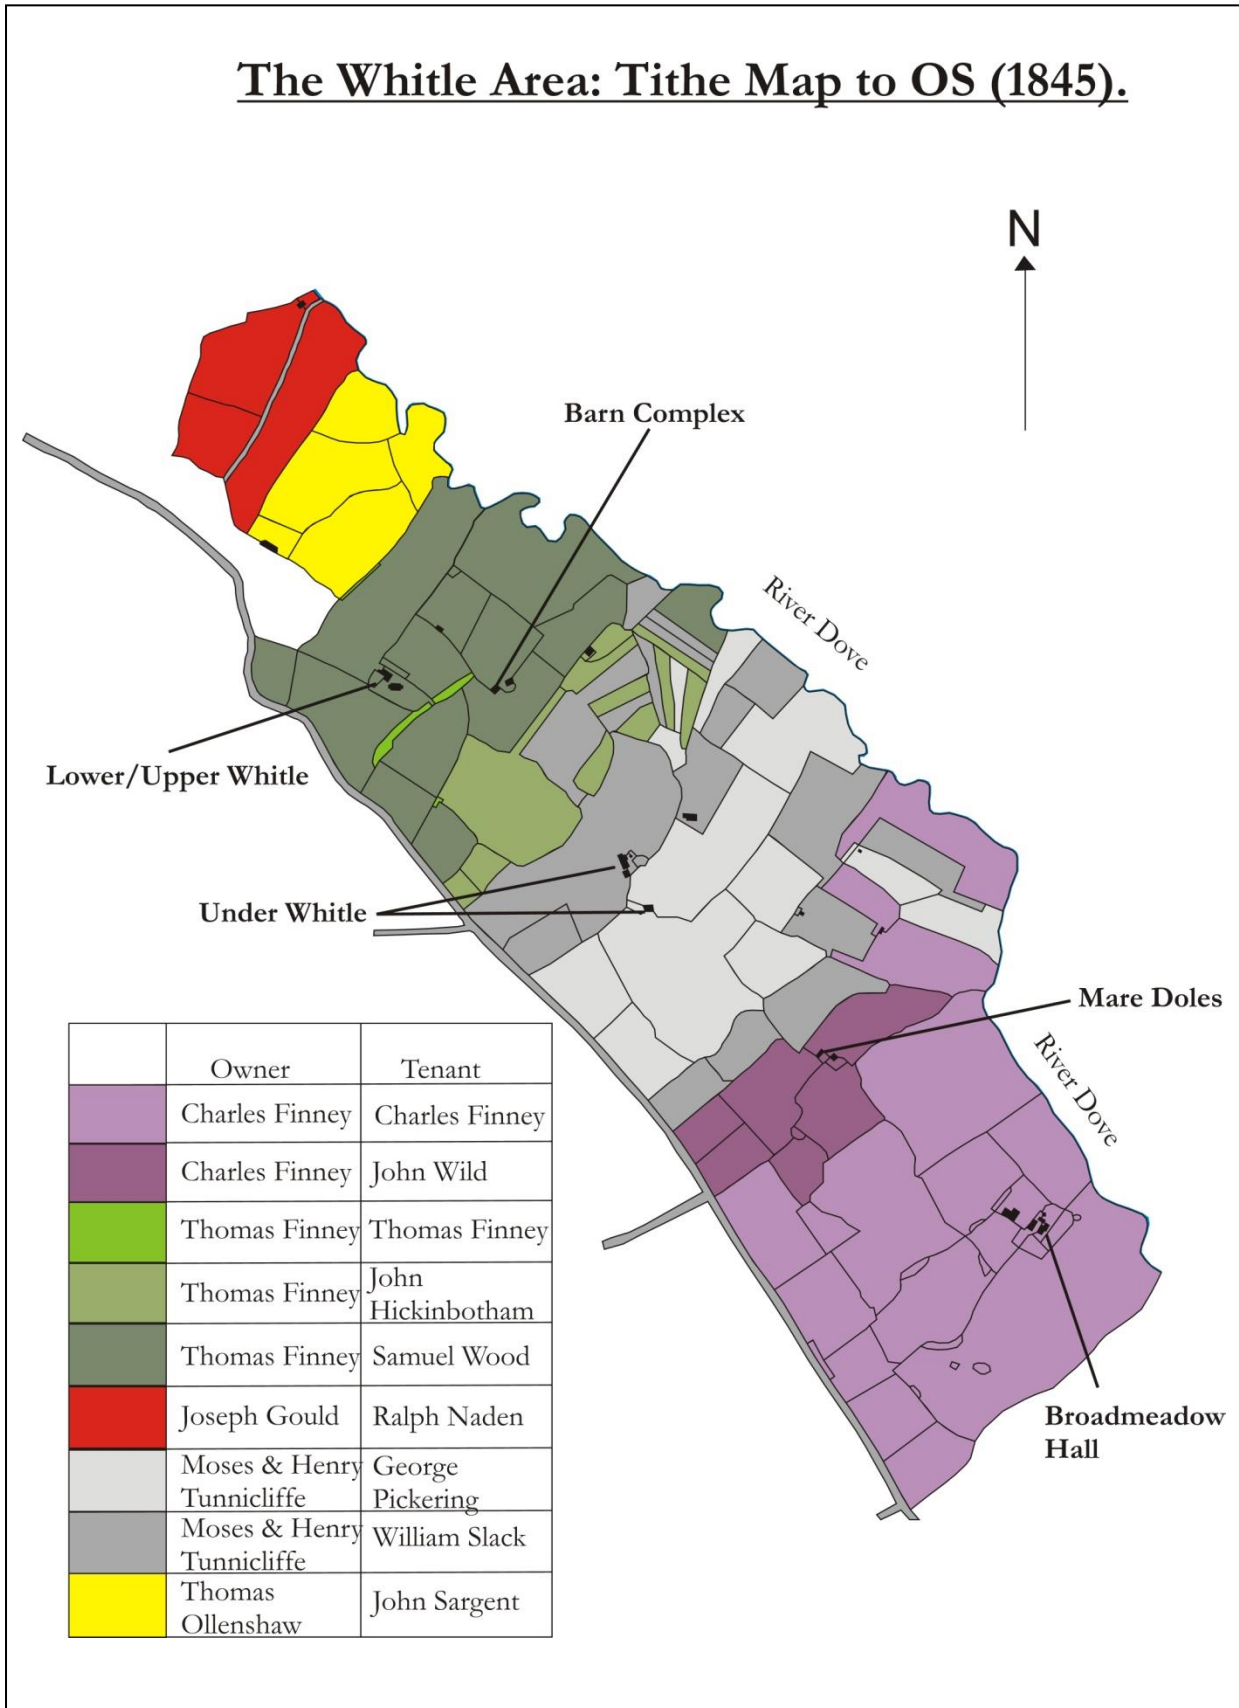 The Whitle Area: Tithe Map to OS (1845).
N
Barn Complex
River Dove
Lower/Upper Whitle
Under Whitle
Mare Doles
River Dove
Broadmeadow
Hall
Owner Tenant
Charles Finney Charles Finney
Charles Finney John Wild
Thomas Finney Thomas Finney
Thomas Finney John
Hickinbotham
Thomas Finney Samuel Wood
Joseph Gould Ralph Naden
Moses & Henry George
Tunnicliffe Pickering
Moses & Henry William Slack
Tunnicliffe
Thomas John Sargent
Ollenshaw